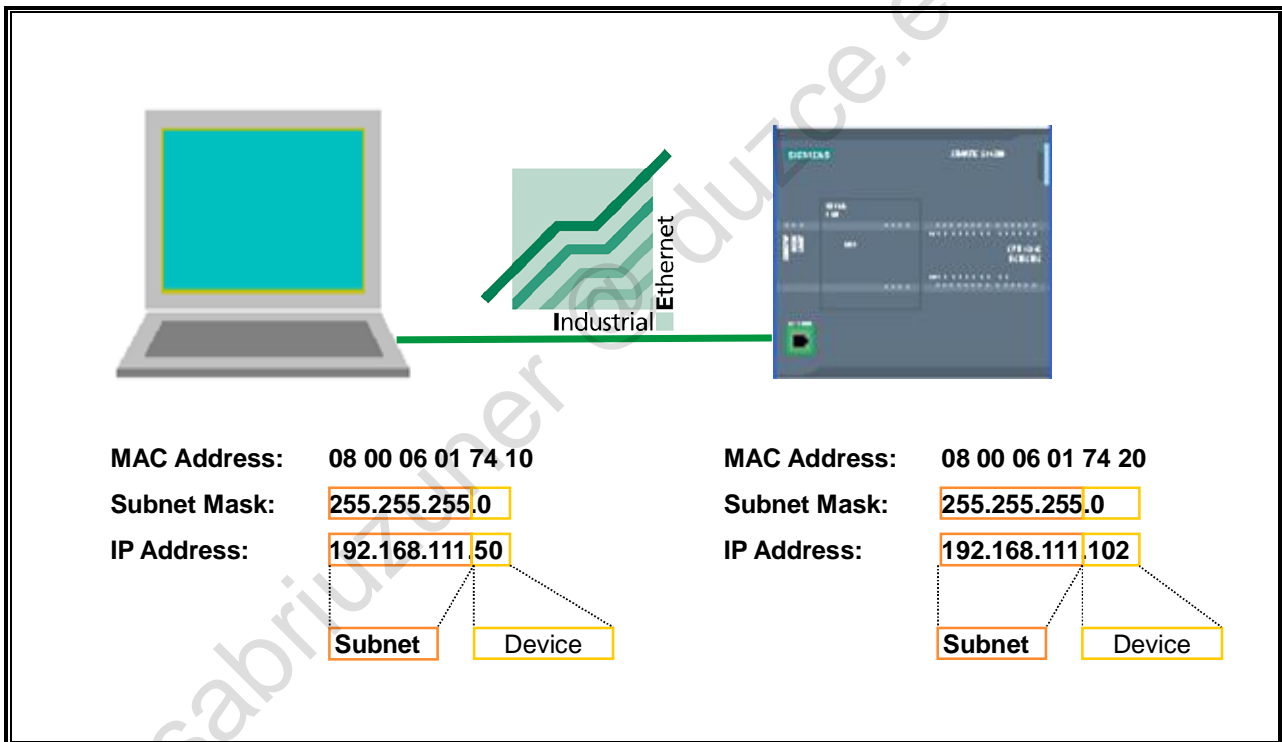 sabriuzuner @ duzce.e
SIEMENS
Industrial
Ethernet
MAC Address: 08 00 06 01 74 10
Subnet Mask: 255.255.255.0
IP Address: 192.168.111.50
Subnet Device
MAC Address: 08 00 06 01 74 20
Subnet Mask: 255.255.255.0
IP Address: 192.168.111.102
Subnet Device